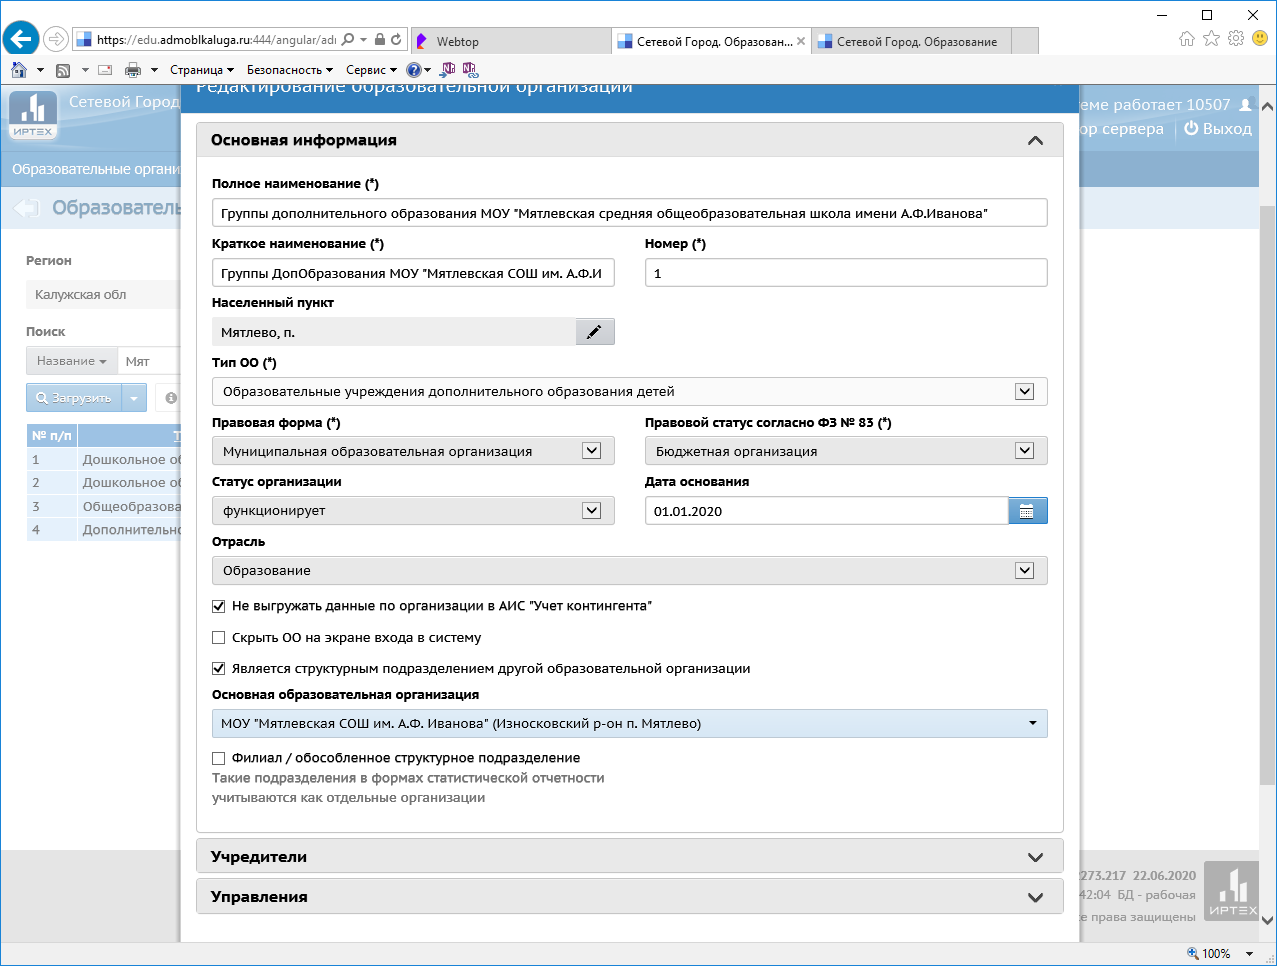 https://edu.admoblkaluga.ru:444/angular/adı
Webtop
Сетевой Город. Образован...
Сетевой Город. Образование
Страница
Безопасность
Сервис
Редактирование образовательной организации
Сетевой Город
ИРТЕХ
еме работает 10507
ор сервера
Выход
Образовательные органи
Образователь
Регион
Калужская обл
Поиск
Название
Мят
Загрузить
№ п/п
Т
1 Дошкольное об
2 Дошкольное об
3 Общеобразова
4 Дополнительно
Основная информация
Полное наименование (*)
Группы дополнительного образования МОУ "Мятлевская средняя общеобразовательная школа имени А.Ф.Иванова"
Краткое наименование (*)
Номер (*)
Группы ДопОбразования МОУ "Мятлевская СОШ им. А.Ф.И
1
Населенный пункт
Мятлево, п.
Тип ОО (*)
Образовательные учреждения дополнительного образования детей
Правовая форма (*)
Правовой статус согласно ФЗ № 83 (*)
Муниципальная образовательная организация
Бюджетная организация
Статус организации
Дата основания
функционирует
01.01.2020
Отрасль
Образование
Не выгружать данные по организации в АИС "Учет контингента"
Скрыть ОО на экране входа в систему
Является структурным подразделением другой образовательной организации
Основная образовательная организация
МОУ "Мятлевская СОШ им. А.Ф. Иванова" (Износковский р-он п. Мятлево)
Филиал / обособленное структурное подразделение
Такие подразделения в формах статистической отчетности
учитываются как отдельные организации
Учредители
Управления
2273.217 22.06.2020
42:04 БД - рабочая
е права защищены
ИРТЕХ
100%